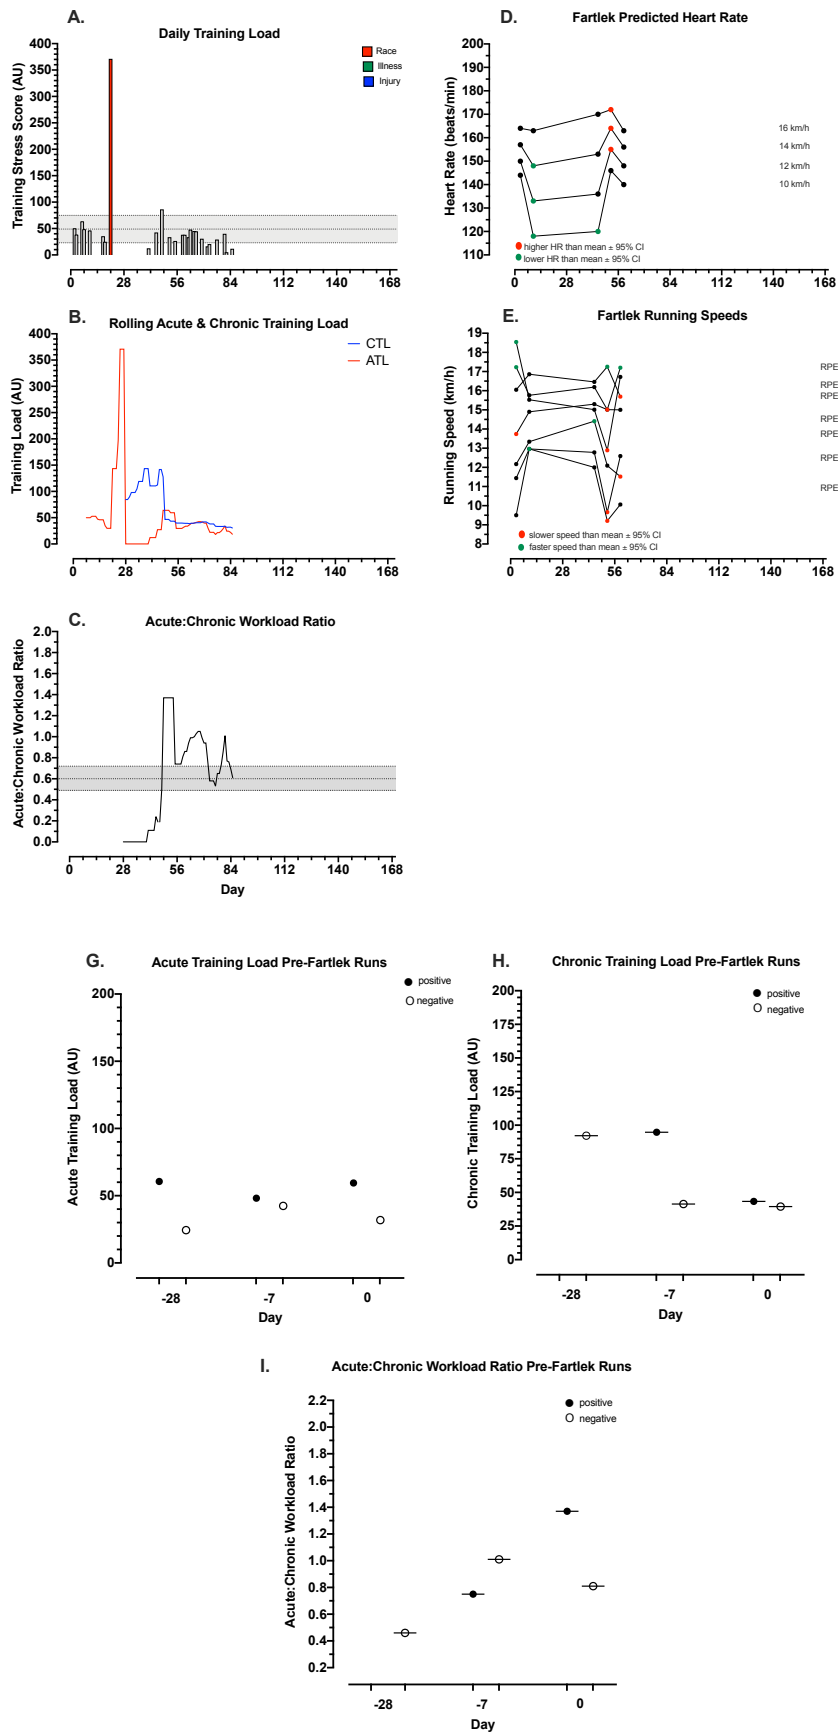 A.
Daily Training Load
Training Stress Score (AU)
400
350
300
250
200
150
100
50
0
Race
Illness
Injury
0 28 56 84 112 140 168
B.
Rolling Acute & Chronic Training Load
Training Load (AU)
400
350
300
250
200
150
100
50
0
CTL
ATL
0 28 56 84 112 140 168
C.
Acute:Chronic Workload Ratio
Acute:Chronic Workload Ratio
2.0
1.8
1.6
1.4
1.2
1.0
0.8
0.6
0.4
0.2
0.0
0 28 56 84 112 140 168
Day
D.
Fartlek Predicted Heart Rate
Heart Rate (beats/min)
200
190
180
170
160
150
140
130
120
110
16 km/h
14 km/h
12 km/h
10 km/h
higher HR than mean ± 95% CI
lower HR than mean ± 95% CI
0 28 56 84 112 140 168
E.
Fartlek Running Speeds
Running Speed (km/h)
19
18
17
16
15
14
13
12
11
10
9
8
RPE
RPE
RPE
RPE
RPE
RPE
slower speed than mean ± 95% CI
faster speed than mean ± 95% CI
0 28 56 84 112 140 168
G.
Acute Training Load Pre-Fartlek Runs
positive
negative
Acute Training Load (AU)
200
150
100
50
0
-28 -7 0
Day
H.
Chronic Training Load Pre-Fartlek Runs
positive
negative
Chronic Training Load (AU)
200
175
150
125
100
75
50
25
0
-28 -7 0
Day
I.
Acute:Chronic Workload Ratio Pre-Fartlek Runs
positive
negative
Acute:Chronic Workload Ratio
2.2
2.0
1.8
1.6
1.4
1.2
1.0
0.8
0.6
0.4
0.2
-28 -7 0
Day